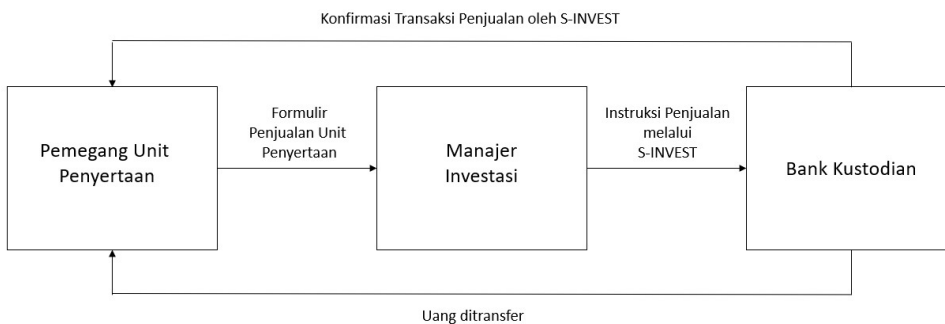 Konfirmasi Transaksi Penjualan oleh S-INVEST
Pemegang Unit
Penyertaan
Formulir
Penjualan Unit
Penyertaan
Manajer
Investasi
Instruksi Penjualan
melalui
S-INVEST
Bank Kustodian
Uang ditransfer